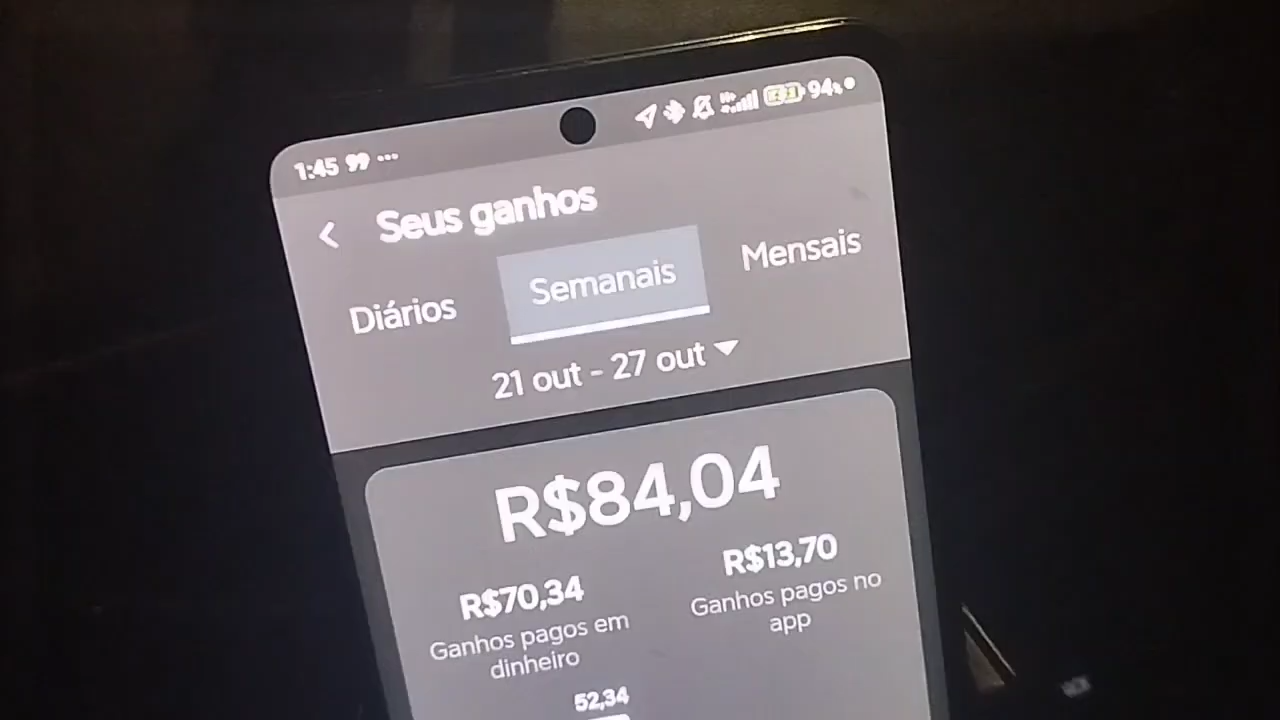 1:45 99 ...
94%
Seus ganhos
Diários Semanais Mensais
21 out - 27 out
R$84,04
R$70,34
Ganhos pagos em
dinheiro
R$13,70
Ganhos pagos no
app
52,34